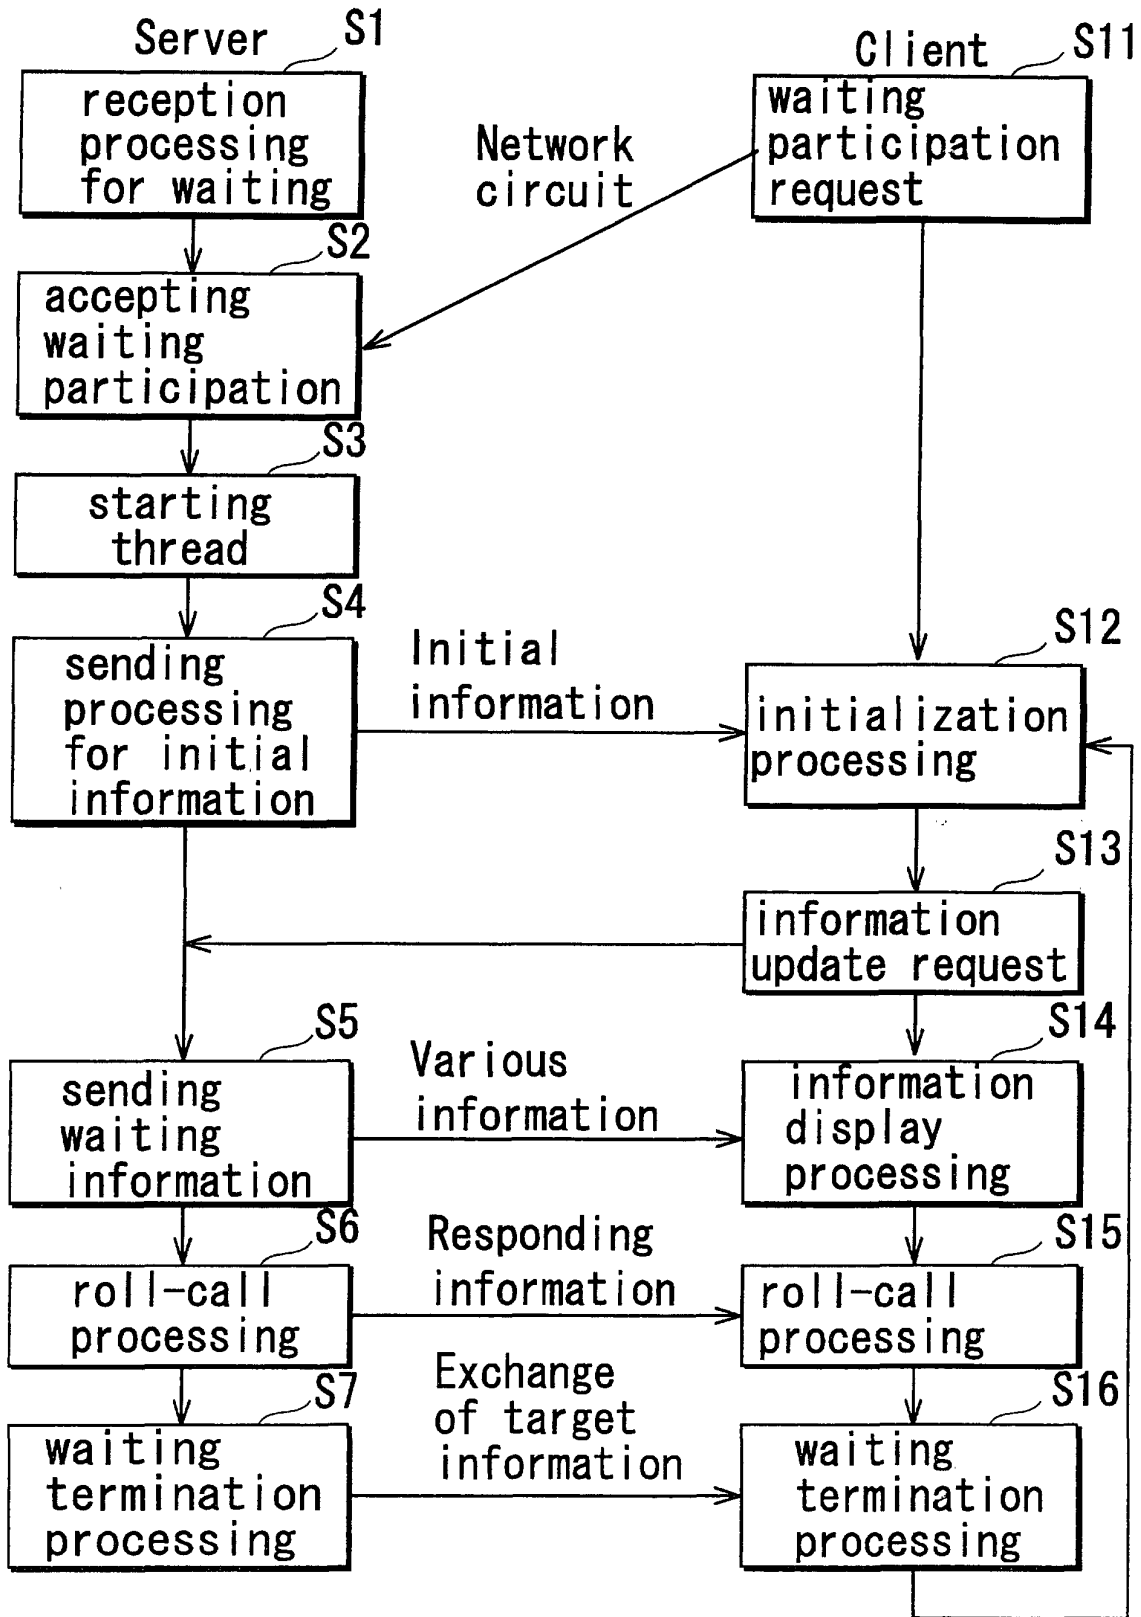 Server
S1
reception
processing
for waiting
S2
accepting
waiting
participation
S3
starting
thread
S4
sending
processing
for initial
information
S5
sending
waiting
information
S6
roll-call
processing
S7
waiting
termination
processing
Network
circuit
Initial
information
Various
information
Responding
information
Exchange
of target
information
Client
S11
waiting
participation
request
S12
initialization
processing
S13
information
update request
S14
information
display
processing
S15
roll-call
processing
S16
waiting
termination
processing